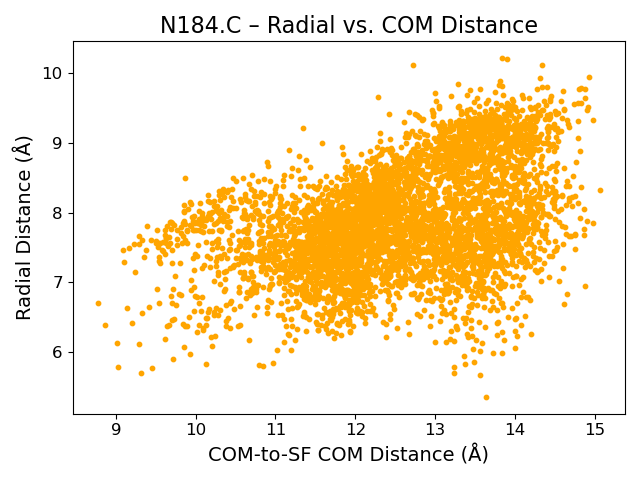 N184.C – Radial vs. COM Distance
Radial Distance (Å)
10
9
8
7
6
9 10 11 12 13 14 15
COM-to-SF COM Distance (Å)